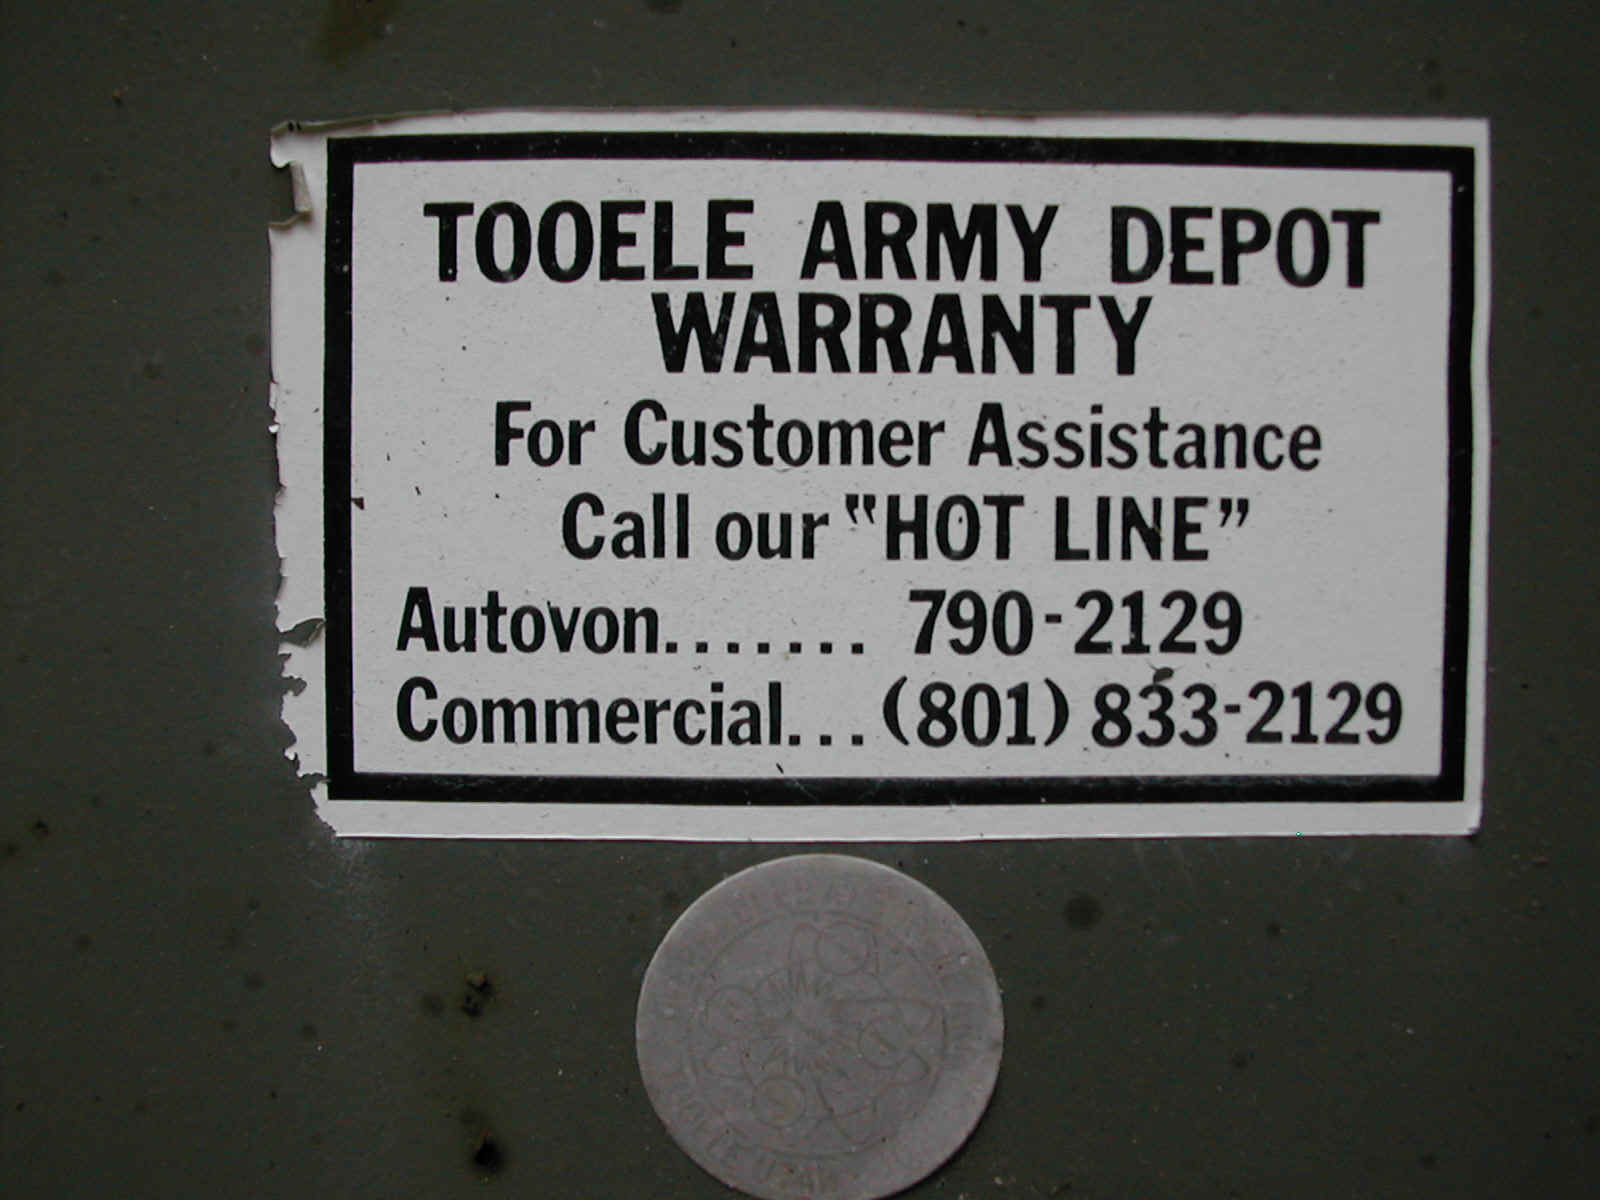 TOOELE ARMY DEPOT
WARRANTY
For Customer Assistance
Call our "HOT LINE"
Autovon....... 790-2129
Commercial... (801) 833-2129